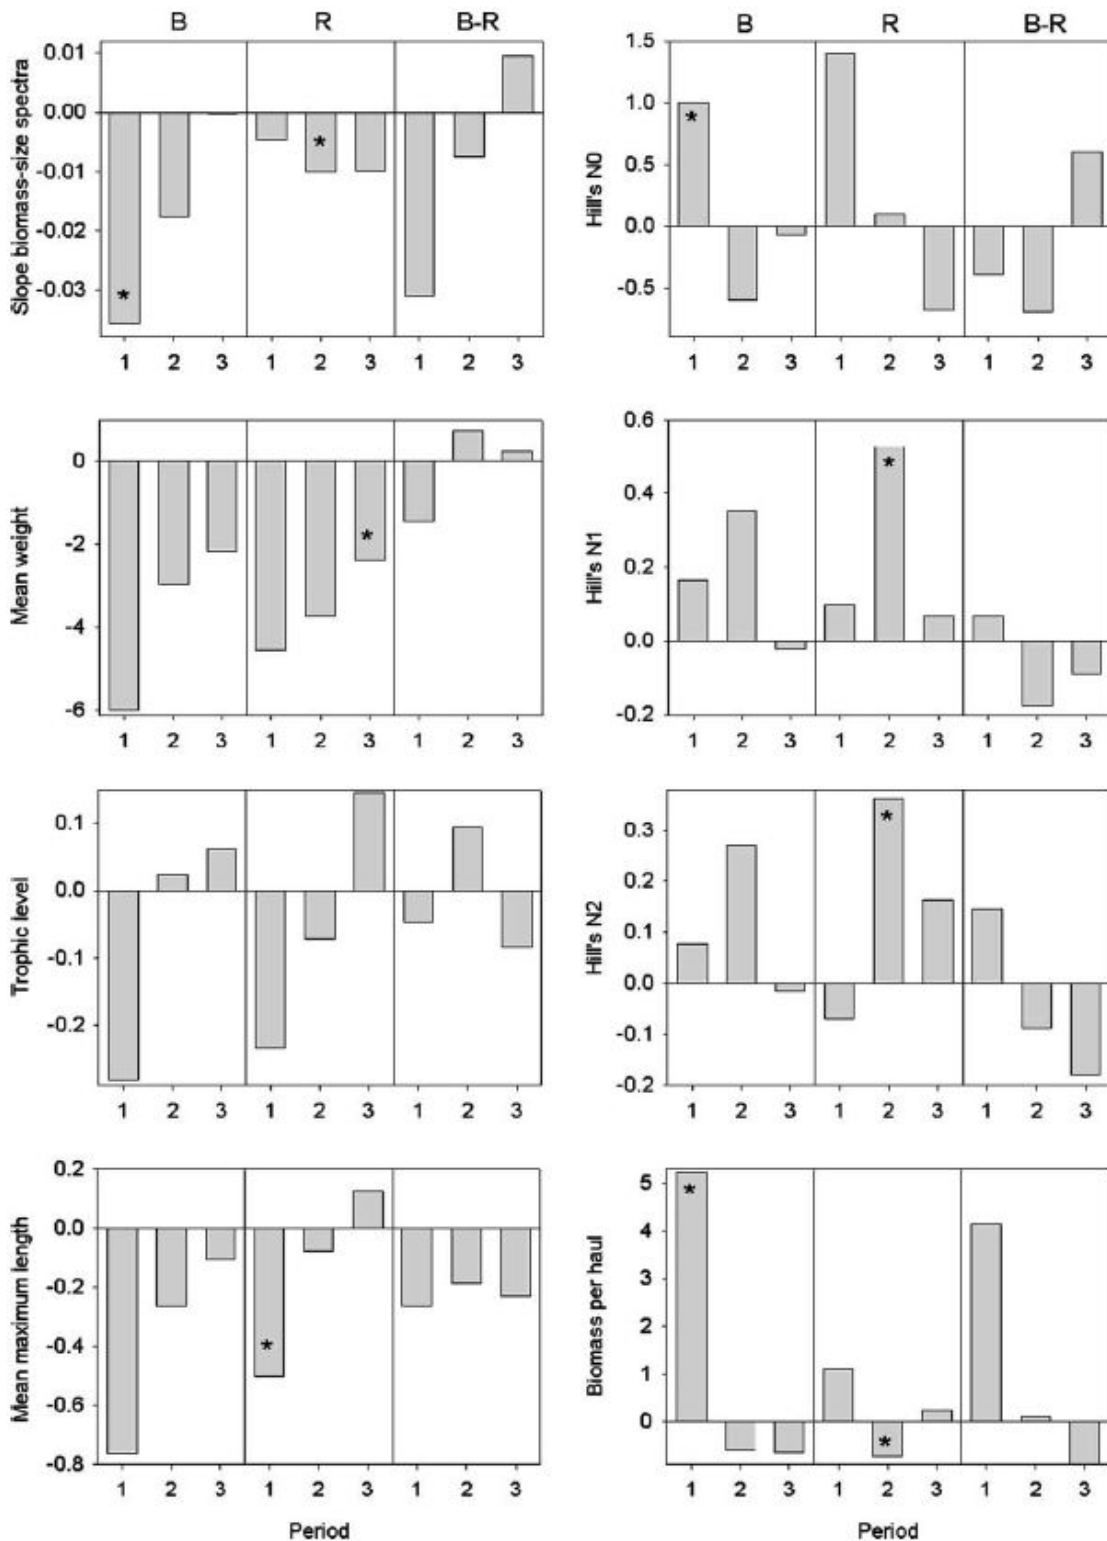 B R B-R
Slope biomass-size spectra
0.01
0.00
-0.01
-0.02
-0.03
*
*
1 2 3 1 2 3 1 2 3
B R B-R
Hill's N0
1.5
1.0
0.5
0.0
-0.5
*
1 2 3 1 2 3 1 2 3
Mean weight
0
-2
-4
-6
*
1 2 3 1 2 3 1 2 3
Hill's N1
0.6
0.4
0.2
0.0
-0.2
*
1 2 3 1 2 3 1 2 3
Trophic level
0.1
0.0
-0.1
-0.2
1 2 3 1 2 3 1 2 3
Hill's N2
0.3
0.2
0.1
0.0
-0.1
-0.2
*
1 2 3 1 2 3 1 2 3
Mean maximum length
0.2
0.0
-0.2
-0.4
-0.6
-0.8
*
1 2 3 1 2 3 1 2 3
Period
Biomass per haul
5
4
3
2
1
0
*
*
1 2 3 1 2 3 1 2 3
Period